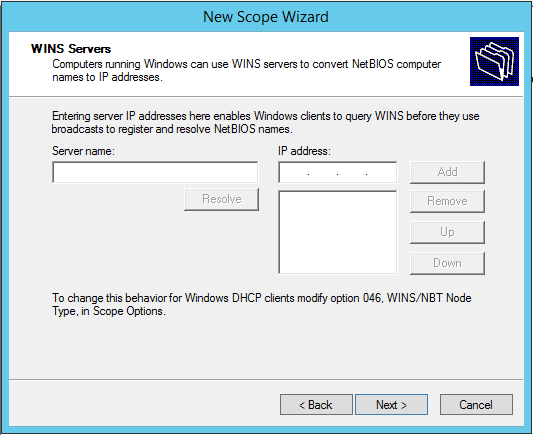 New Scope Wizard
WINS Servers
Computers running Windows can use WINS servers to convert NetBIOS computer
names to IP addresses.
Entering server IP addresses here enables Windows clients to query WINS before they use
broadcasts to register and resolve NetBIOS names.
Server name:
IP address:
Add
Resolve
Remove
Up
Down
To change this behavior for Windows DHCP clients modify option 046, WINS/NBT Node
Type, in Scope Options.
< Back
Next >
Cancel